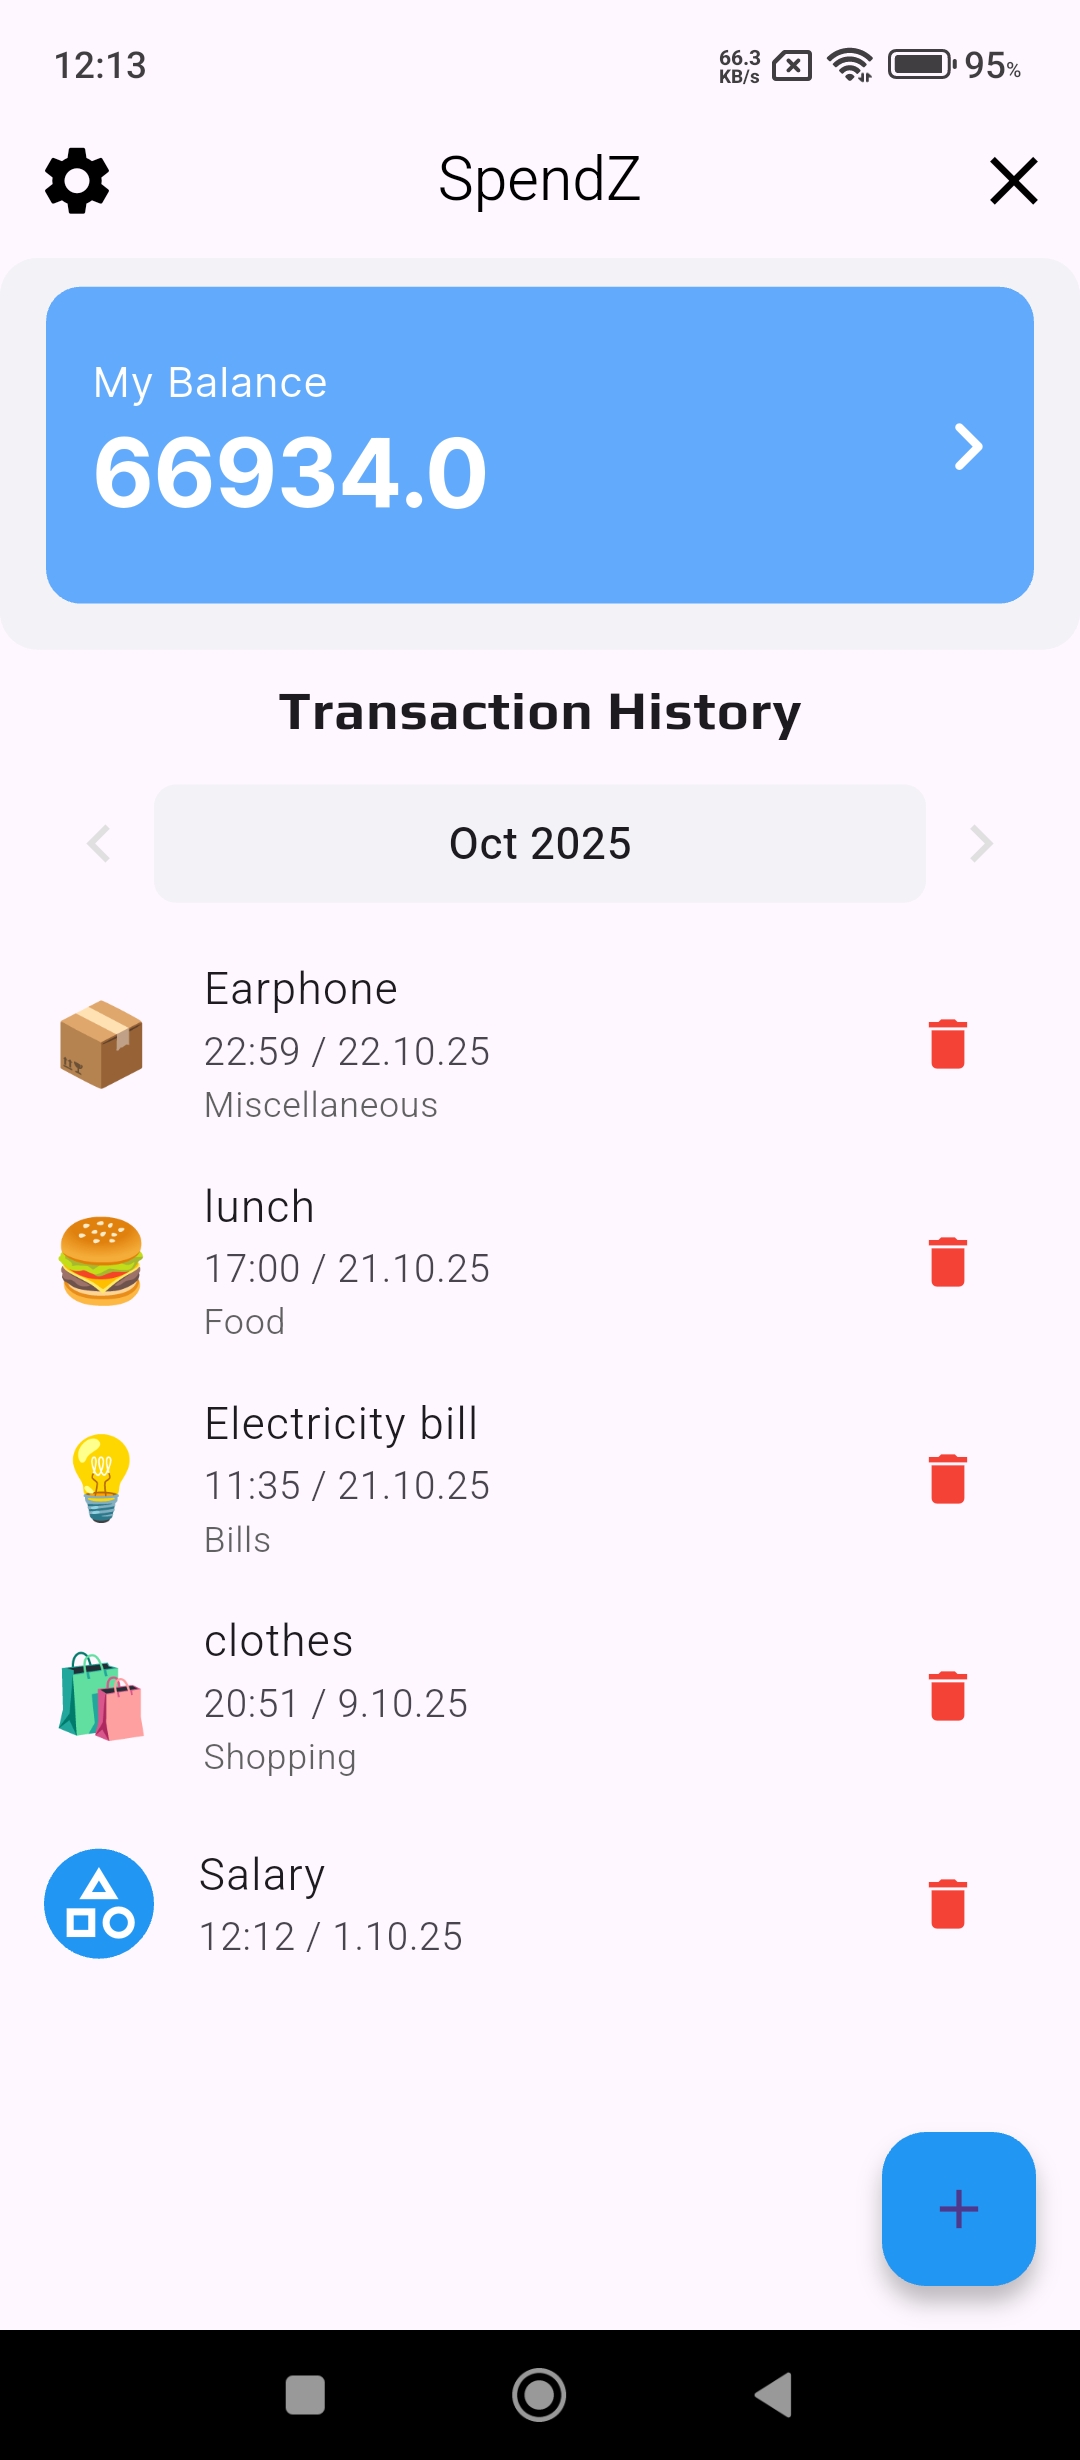 12:13
66.3
KB/s
95%
SpendZ
My Balance
66934.0
Transaction History
Oct 2025
Earphone
22:59 / 22.10.25
Miscellaneous
lunch
17:00 / 21.10.25
Food
Electricity bill
11:35 / 21.10.25
Bills
clothes
20:51 / 9.10.25
Shopping
Salary
12:12 / 1.10.25